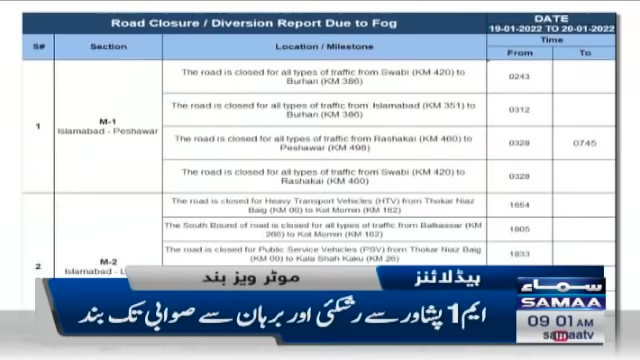 Road Closure / Diversion Report Due to Fog
DATE
19-01-2022 TO 20-01-2022
S#
Section
Location / Milestone
Time
From
To
1
M-1
Islamabad - Peshawar
The road is closed for all types of traffic from Swabi (KM 420) to
Burhan (KM 386)
0243
The road is closed for all types of traffic from Islamabad (KM 351) to
Burhan (KM 386)
0312
The road is closed for all types of traffic from Rashakai (KM 460) to
Peshawar (KM 498)
0328
0745
The road is closed for all types of traffic from Swabi (KM 420) to
Rashakai (KM 460)
0328
2
M-2
Islamabad -
The road is closed for Heavy Transport Vehicles (HTV) from Thokar Niaz
Baig (KM 00) to Kot Momin (KM 162)
1654
The South Bound of road is closed for all types of traffic from Balkassar (KM
266) to Kot Momin (KM 162)
1805
The road is closed for Public Service Vehicles (PSV) from Thokar Niaz Baig
(KM 00) to Kala Shah Kaku (KM 26)
1833
ہیڈلائنز
موٹر ویز بند
ایم 1 پشاور سے رشکئی اور برہان سے صوابی تک بند
سماء
SAMAA
09 01 AM
samaatv